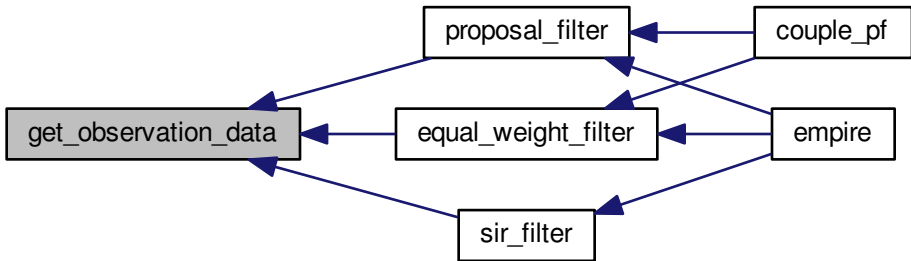 proposal_filter
couple_pf
get_observation_data
equal_weight_filter
empire
sir_filter